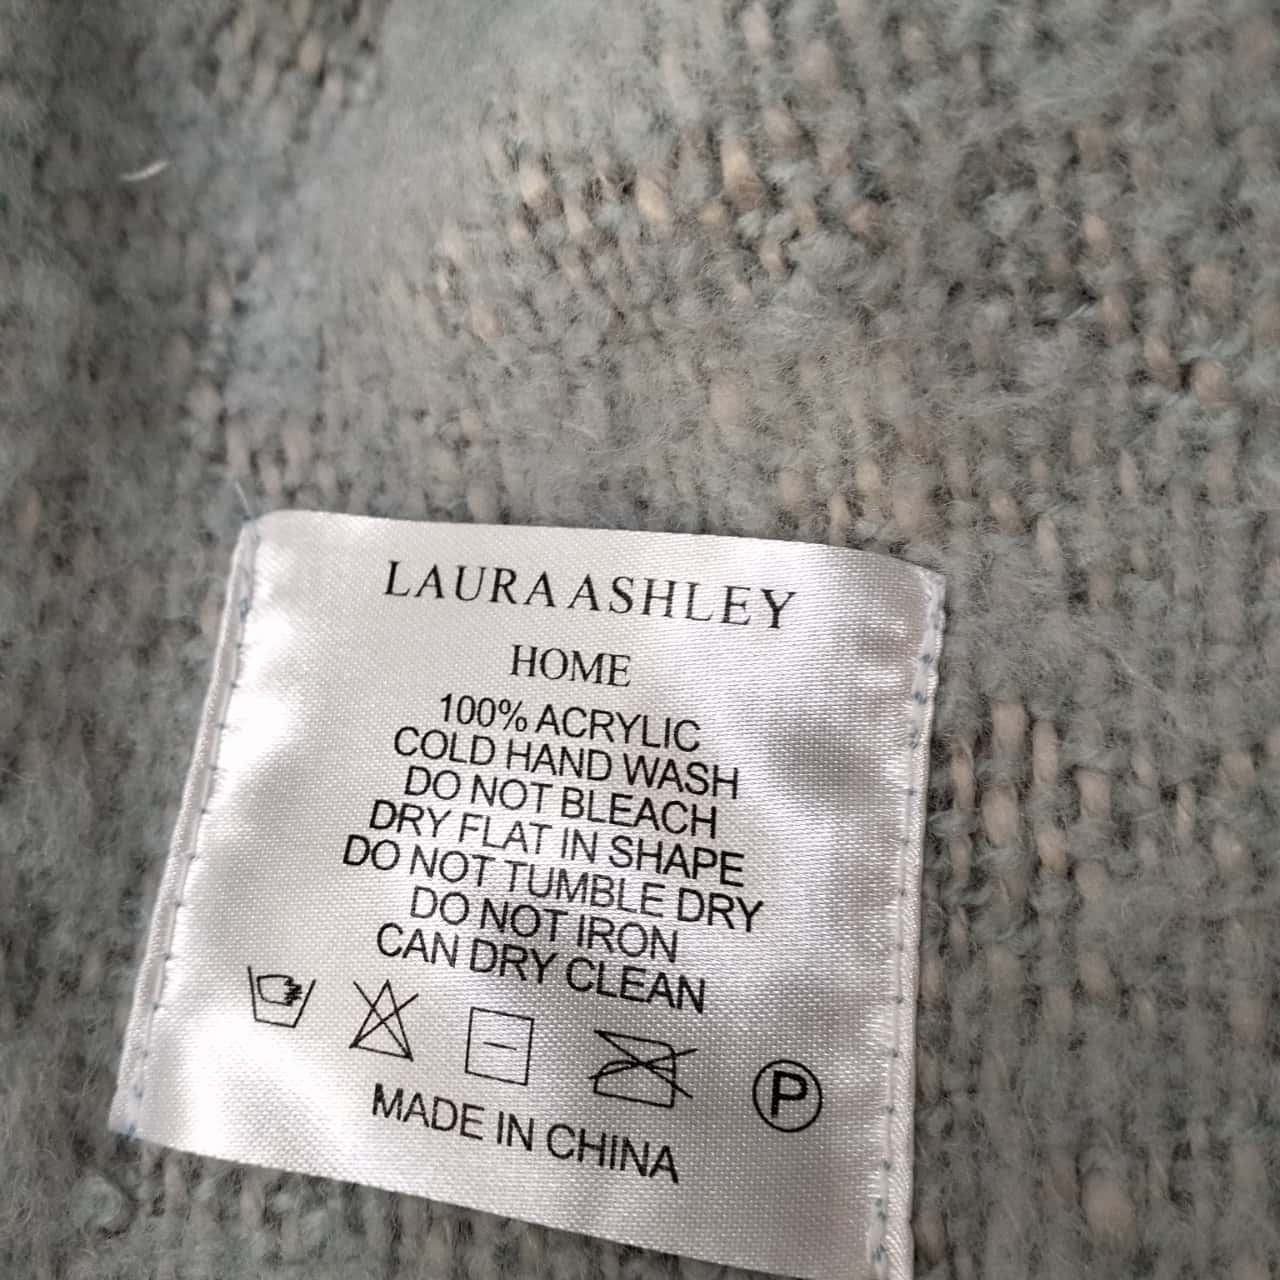 LAURA ASHLEY
HOME
100% ACRYLIC
COLD HAND WASH
DO NOT BLEACH
DRY FLAT IN SHAPE
DO NOT TUMBLE DRY
DO NOT IRON
CAN DRY CLEAN
P
MADE IN CHINA